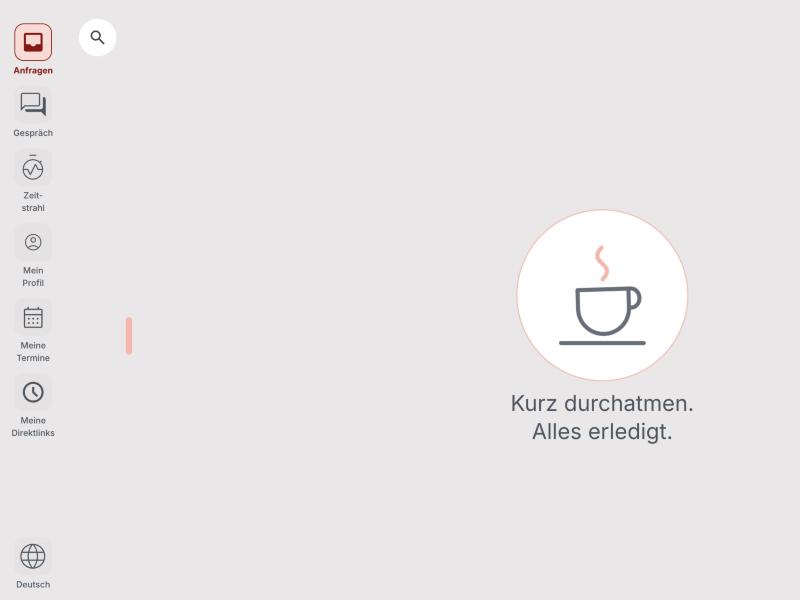 Anfragen
Gespräch
Zeit-
strahl
Mein
Profil
Meine
Termine
Meine
Direktlinks
Deutsch
Kurz durchatmen.
Alles erledigt.